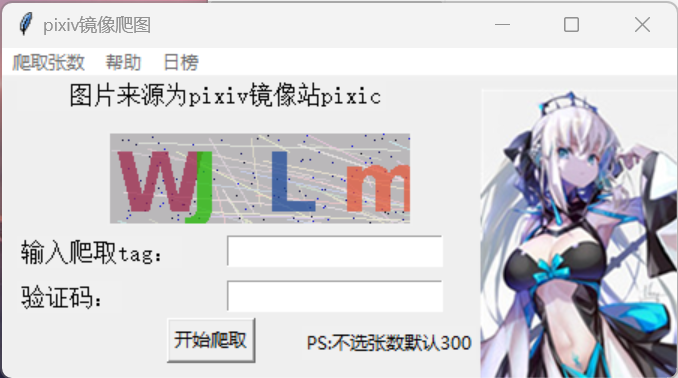 pixiv镜像爬图
爬取张数 帮助 日榜
图片来源为pixiv镜像站pixic
WJLm
输入爬取tag:
验证码:
开始爬取 PS:不选张数默认300